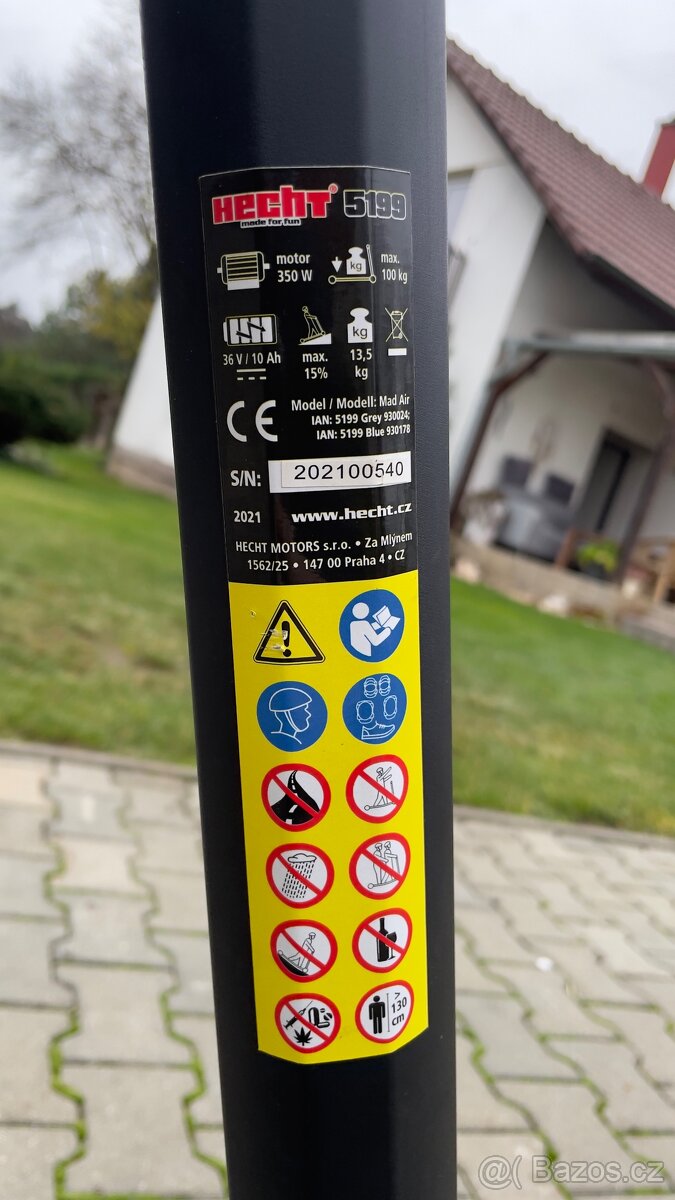 HECHT® 5199
made for fun
motor
350 W
kg
max.
100 kg
36 V / 10 Ah
max.
15%
kg
13,5
kg
CE
Model / Modell: Mad Air
IAN: 5199 Grey 930024;
IAN: 5199 Blue 930178
S/N: 202100540
2021 www.hecht.cz
HECHT MOTORS s.r.o. • Za Mlýnem
1562/25 • 147 00 Praha 4 • CZ
>
130
cm
Bazos.cz